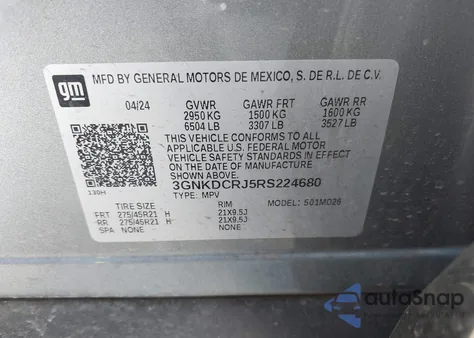 gm
MFD BY GENERAL MOTORS DE MEXICO, S. DE R.L. DE C.V.
04/24 GVWR GAWR FRT GAWR RR
2950 KG 1500 KG 1600 KG
6504 LB 3307 LB 3527 LB
THIS VEHICLE CONFORMS TO ALL
APPLICABLE U.S. FEDERAL MOTOR
VEHICLE SAFETY STANDARDS IN EFFECT
ON THE DATE OF MANUFACTURE
SHOWN ABOVE.
3GNKDCRJ5RS224680
TYPE: MPV
139H
TIRE SIZE RIM MODEL: 501MD26
FRT 275/45R21 H 21X9.5J
RR 275/45R21 H 21X9.5J
SPA NONE NONE
autoSnap